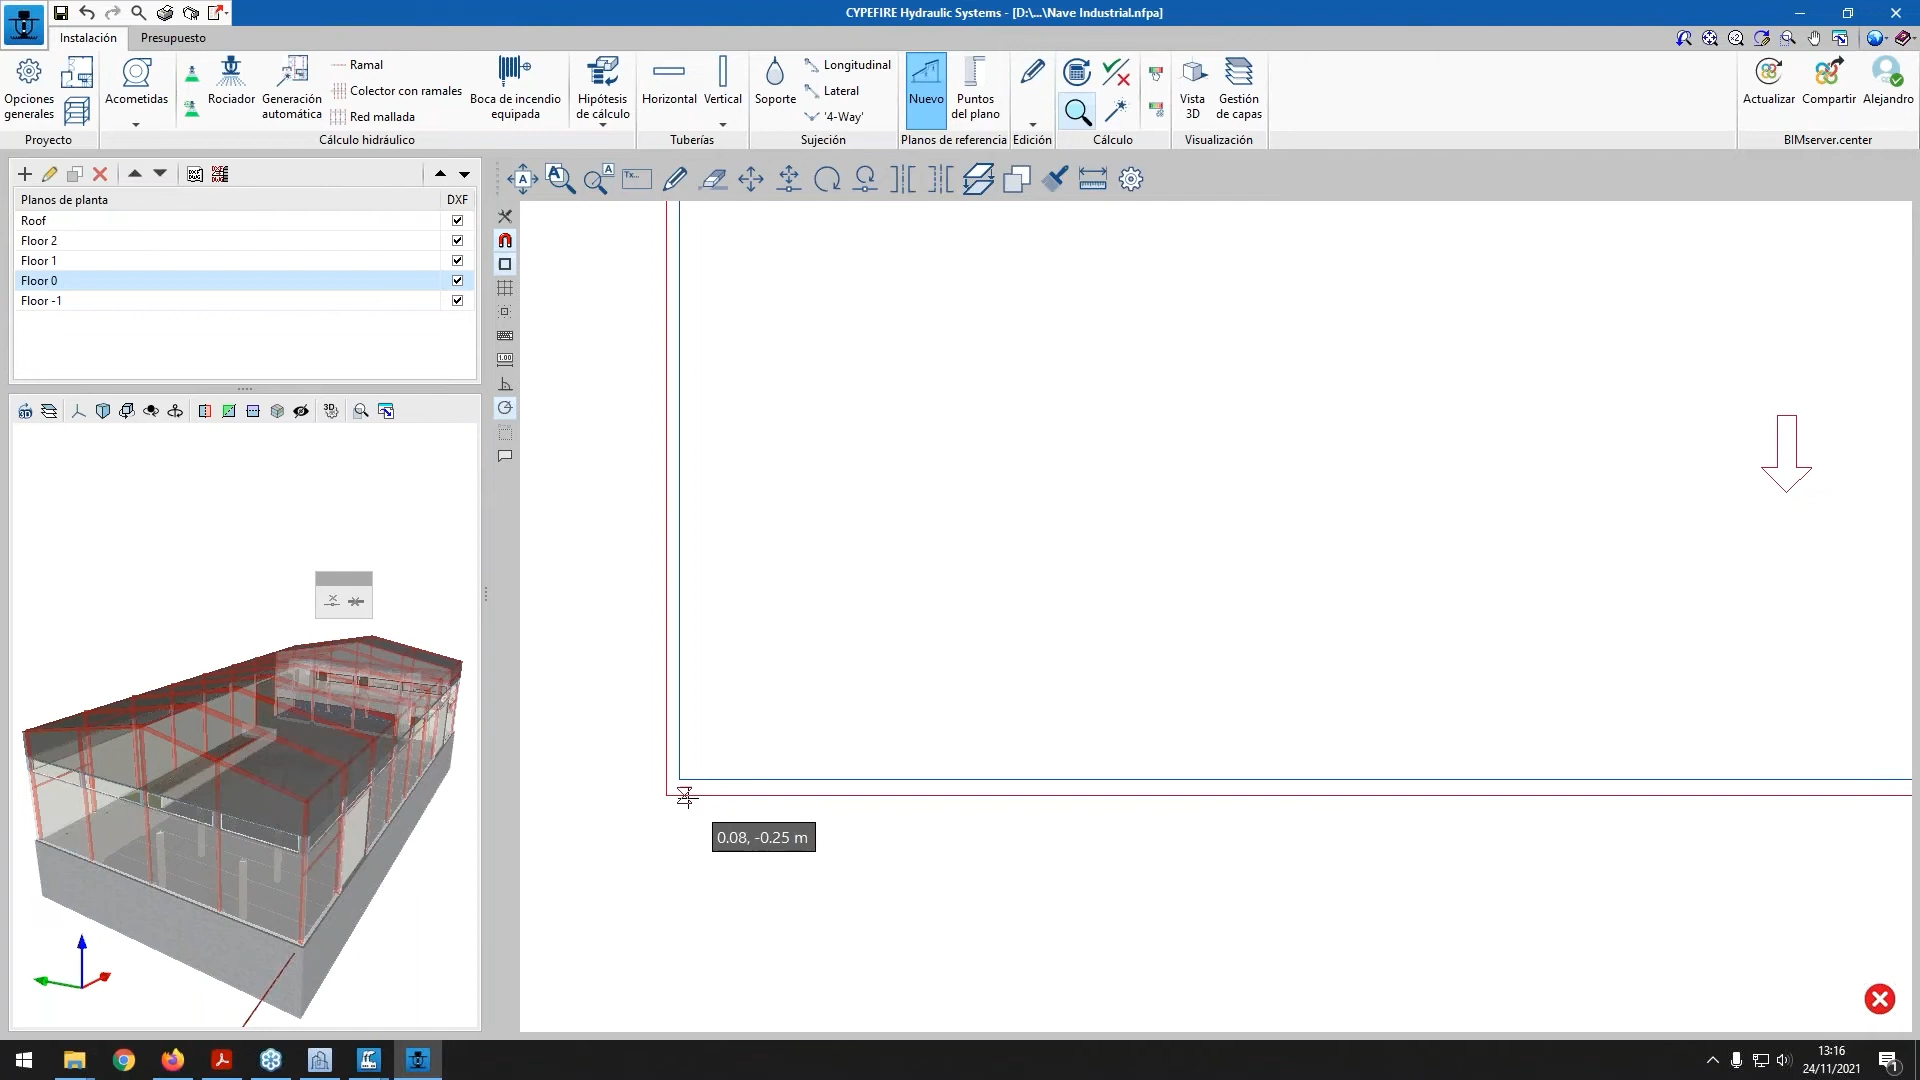 CYPEFIRE Hydraulic Systems - [D:\...\Nave Industrial.nfpa]
Instalación
Presupuesto
Opciones generales
Acometidas
Rociador
Generación automática
Ramal
Colector con ramales
Red mallada
Boca de incendio equipada
Hipótesis de cálculo
Horizontal
Vertical
Soporte
Longitudinal
Lateral
'4-Way'
Nuevo
Puntos del plano
Vista 3D
Gestión de capas
Actualizar
Compartir
Alejandro
Proyecto
Cálculo hidráulico
Tuberías
Sujeción
Planos de referencia
Edición
Cálculo
Visualización
BIMserver.center
Planos de planta
DXF
Roof
Floor 2
Floor 1
Floor 0
Floor -1
0.08, -0.25 m
13:16
24/11/2021